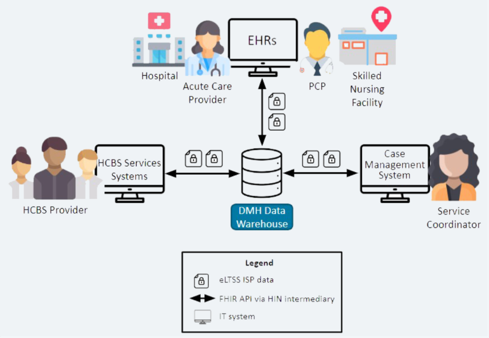 EHRs
Hospital
Acute Care
Provider
PCP
Skilled
Nursing
Facility
HCBS Services
Systems
HCBS Provider
DMH Data
Warehouse
Case
Management
System
Service
Coordinator
Legend
eLTSS ISP data
FHIR API via HIN intermediary
IT system